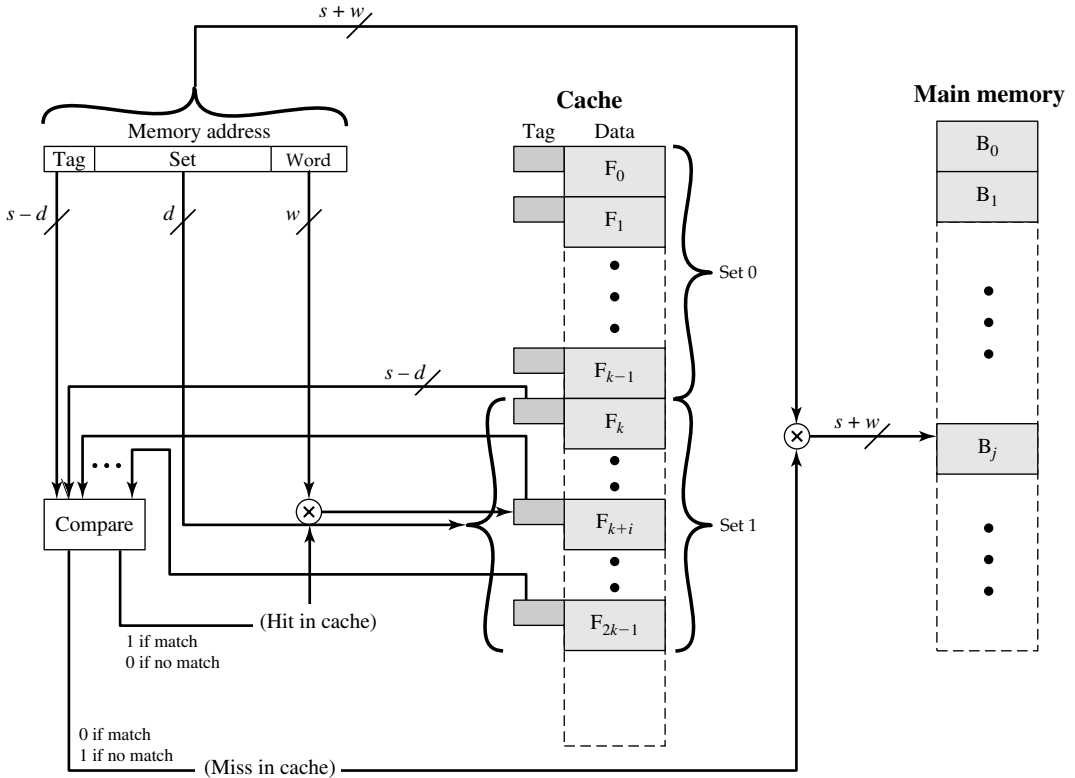 s + w
Cache
Main memory
Memory address
Tag Data
Tag Set Word
F0
B0
F1
B1
s – d
d
w
Set 0
Fk–1
s – d
Fk
s + w
Bj
Compare
Fk+i
Set 1
(Hit in cache)
F2k–1
1 if match
0 if no match
0 if match
1 if no match
(Miss in cache)